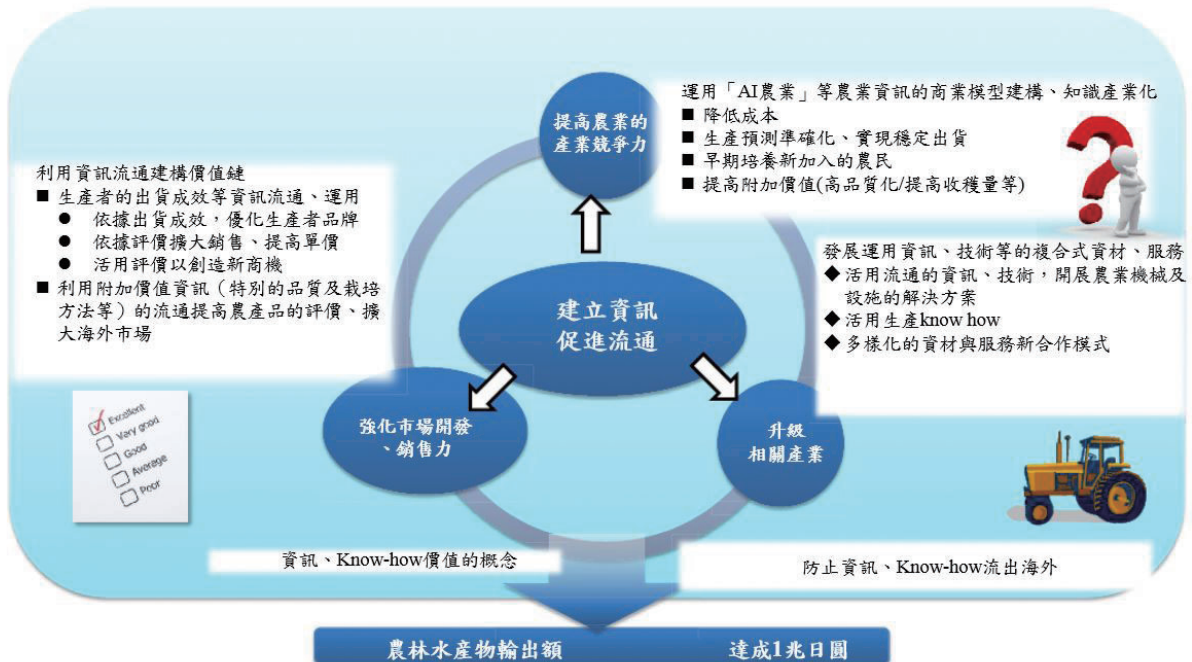 提高農業的
產業競爭力
運用「AI農業」等農業資訊的商業模型建構、知識產業化
■ 降低成本
■ 生產預測準確化、實現穩定出貨
■ 早期培養新加入的農民
■ 提高附加價值(高品質化/提高收穫量等)
利用資訊流通建構價值鏈
■ 生產者的出貨成效等資訊流通、運用
● 依據出貨成效，優化生產者品牌
● 依據評價擴大銷售、提高單價
● 活用評價以創造新商機
■ 利用附加價值資訊（特別的品質及栽培
方法等）的流通提高農產品的評價、擴
大海外市場
建立資訊
促進流通
發展運用資訊、技術等的複合式資材、服務
◆活用流通的資訊、技術，開展農業機械及
設施的解決方案
◆活用生產know how
◆多樣化的資材與服務新合作模式
強化市場開發
、銷售力
升級
相關產業
Excellent
Very good
Good
Average
Poor
資訊、Know-how價值的概念
防止資訊、Know-how流出海外
農林水產物輸出額 達成1兆日圓